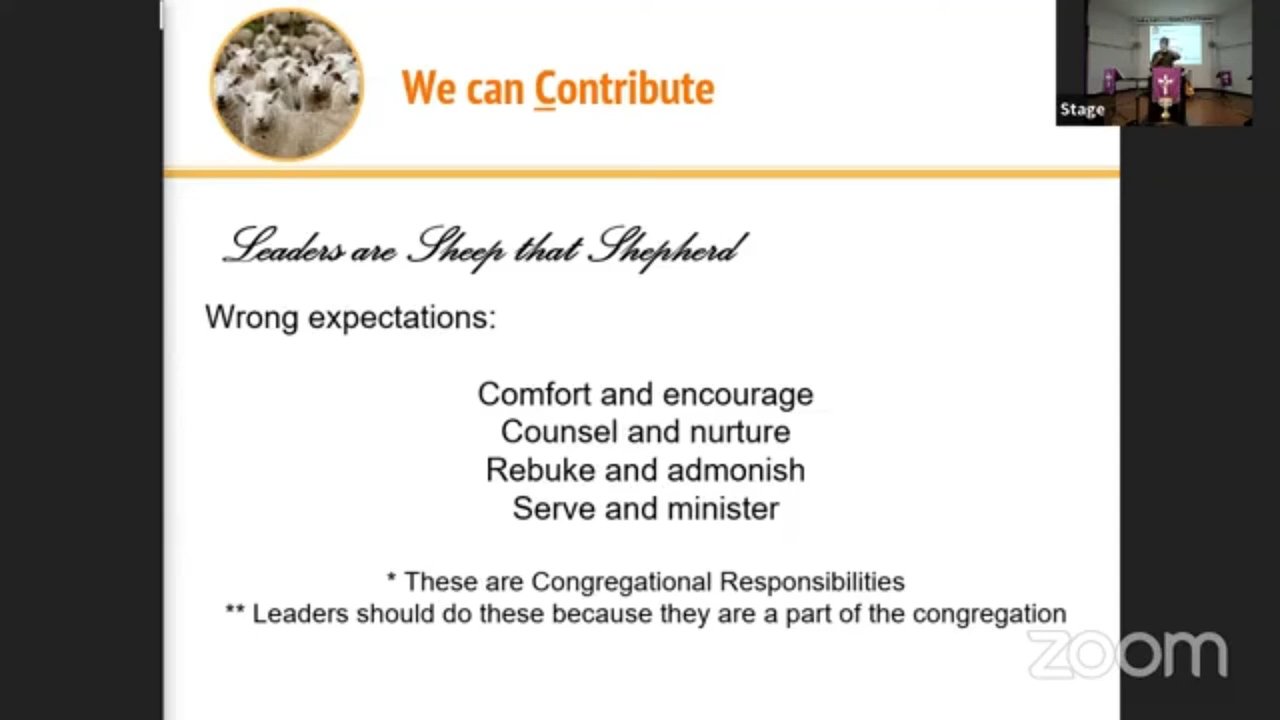 We can Contribute
Stage
Leaders are Sheep that Shepherd
Wrong expectations:
Comfort and encourage
Counsel and nurture
Rebuke and admonish
Serve and minister
* These are Congregational Responsibilities
** Leaders should do these because they are a part of the congregation
zoom